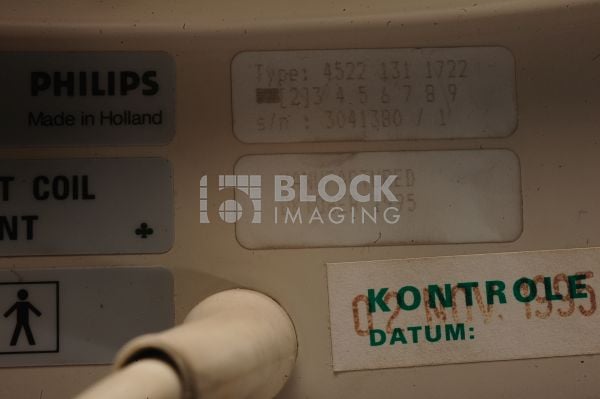 PHILIPS
Made in Holland
Type: 4522 131 1722
[2]3 4 5 6 7 8 9
s/n : 3041380 / 1
T COIL
NT
BLOCK
IMAGING
KONTROLE
02 NOV. 1995
DATUM: